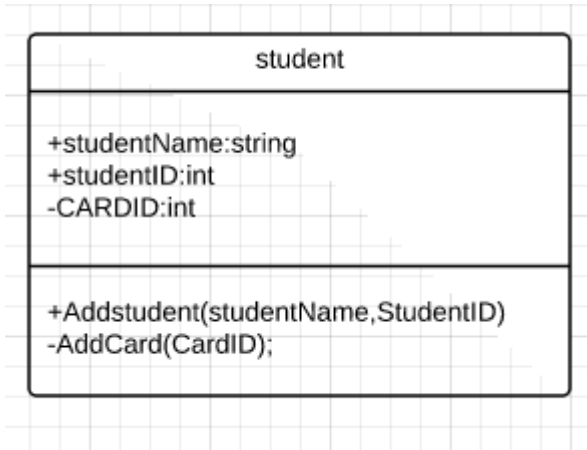 student
+studentName:string
+studentID:int
-CARDID:int
+Addstudent(studentName,StudentID)
-AddCard(CardID);